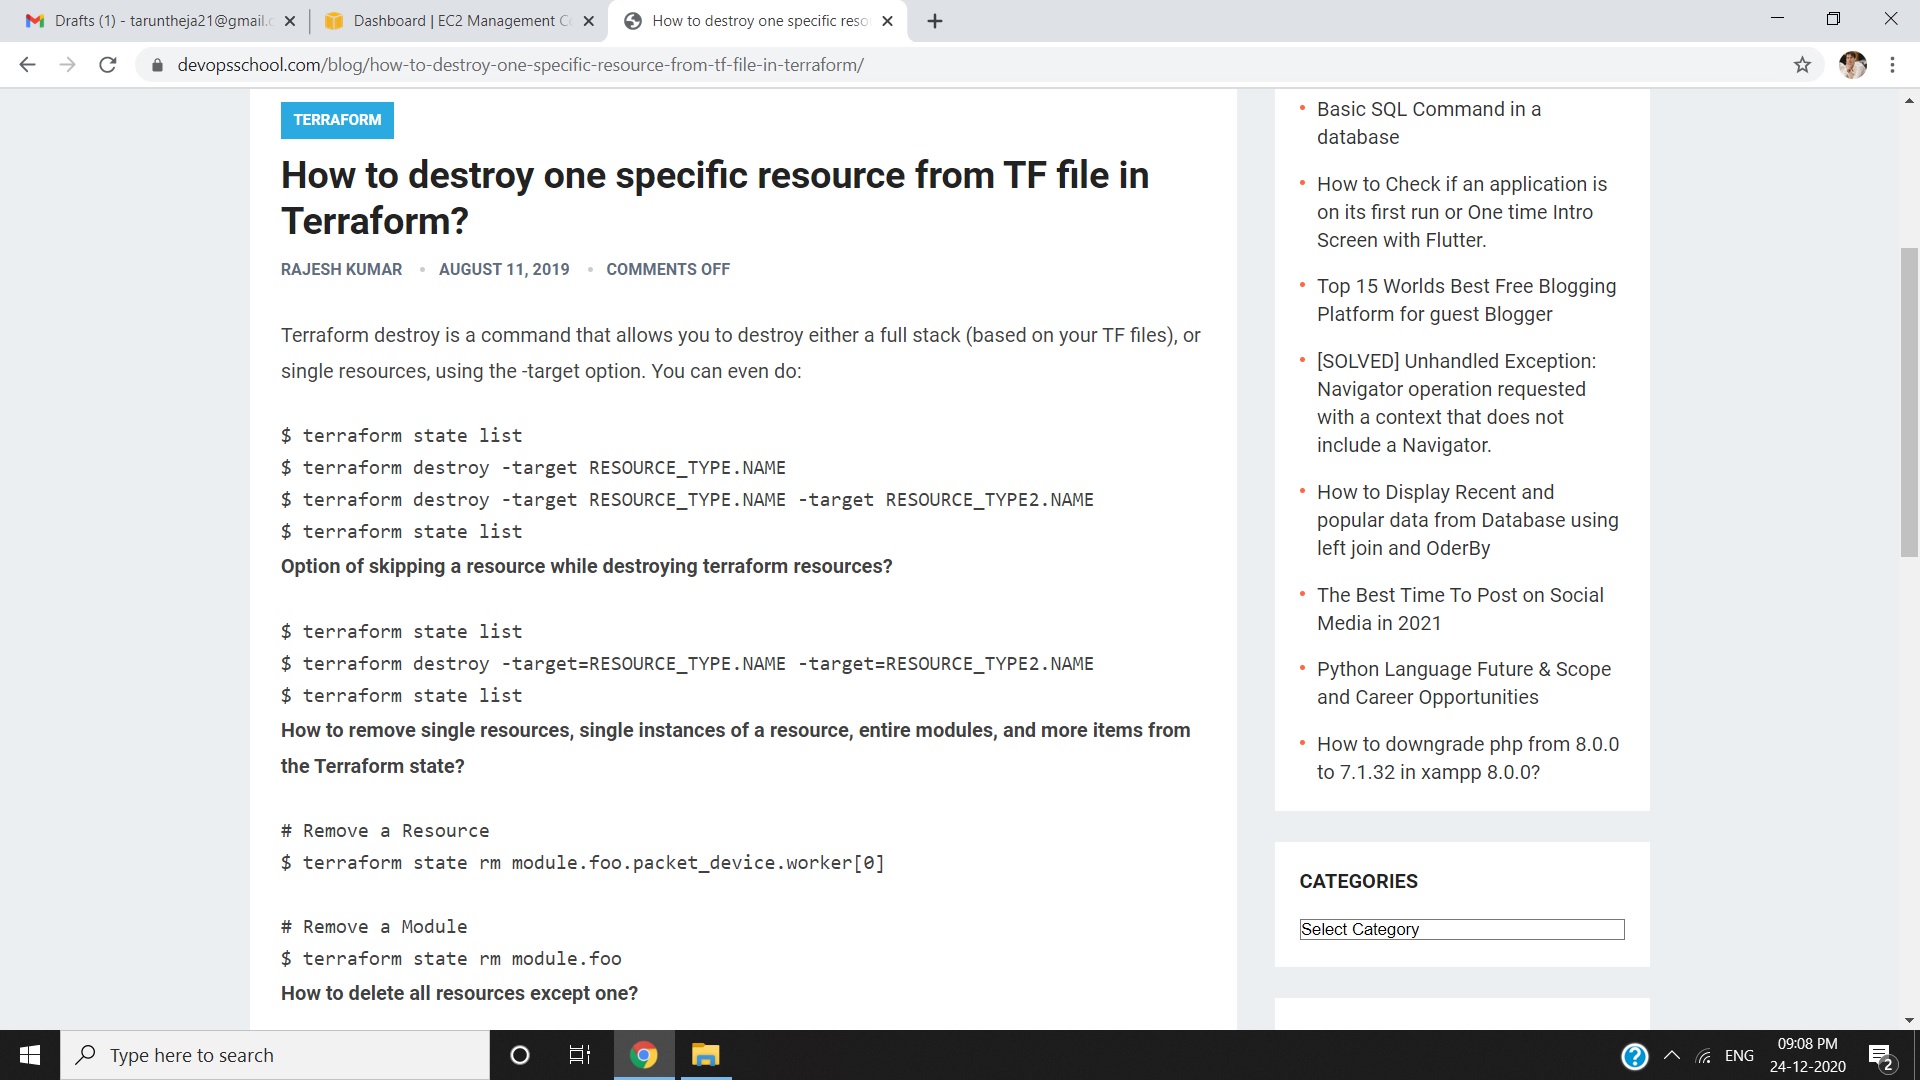 Drafts (1) - taruntheja21@gmail.c
Dashboard | EC2 Management C
How to destroy one specific reso
devopsschool.com/blog/how-to-destroy-one-specific-resource-from-tf-file-in-terraform/
TERRAFORM
How to destroy one specific resource from TF file in
Terraform?
RAJESH KUMAR • AUGUST 11, 2019 • COMMENTS OFF
Terraform destroy is a command that allows you to destroy either a full stack (based on your TF files), or
single resources, using the -target option. You can even do:
$ terraform state list
$ terraform destroy -target RESOURCE_TYPE.NAME
$ terraform destroy -target RESOURCE_TYPE.NAME -target RESOURCE_TYPE2.NAME
$ terraform state list
Option of skipping a resource while destroying terraform resources?
$ terraform state list
$ terraform destroy -target=RESOURCE_TYPE.NAME -target=RESOURCE_TYPE2.NAME
$ terraform state list
How to remove single resources, single instances of a resource, entire modules, and more items from
the Terraform state?
# Remove a Resource
$ terraform state rm module.foo.packet_device.worker[0]
# Remove a Module
$ terraform state rm module.foo
How to delete all resources except one?
• Basic SQL Command in a
database
• How to Check if an application is
on its first run or One time Intro
Screen with Flutter.
• Top 15 Worlds Best Free Blogging
Platform for guest Blogger
• [SOLVED] Unhandled Exception:
Navigator operation requested
with a context that does not
include a Navigator.
• How to Display Recent and
popular data from Database using
left join and OderBy
• The Best Time To Post on Social
Media in 2021
• Python Language Future & Scope
and Career Opportunities
• How to downgrade php from 8.0.0
to 7.1.32 in xampp 8.0.0?
CATEGORIES
Select Category
Type here to search
ENG
09:08 PM
24-12-2020
2